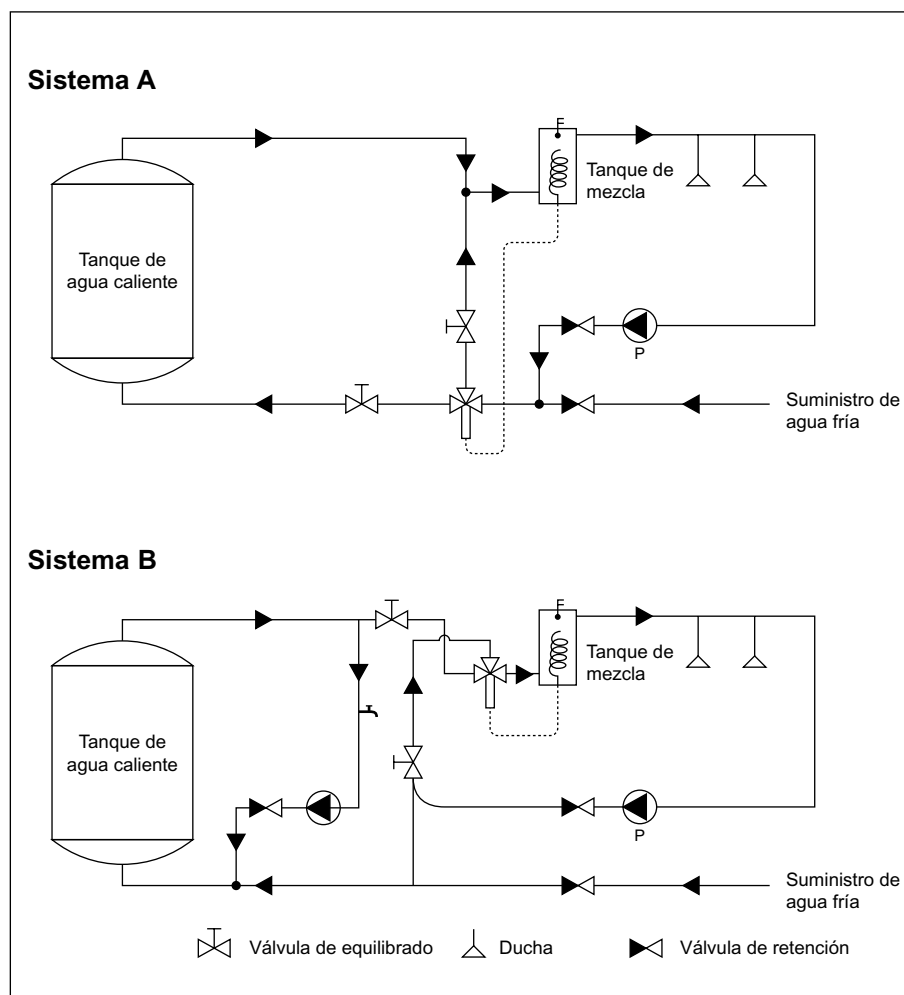 Sistema A
F
Tanque de
mezcla
Tanque de
agua caliente
P
Suministro de
agua fría
Sistema B
F
Tanque de
mezcla
Tanque de
agua caliente
P
Suministro de
agua fría
Válvula de equilibrado
Ducha
Válvula de retención